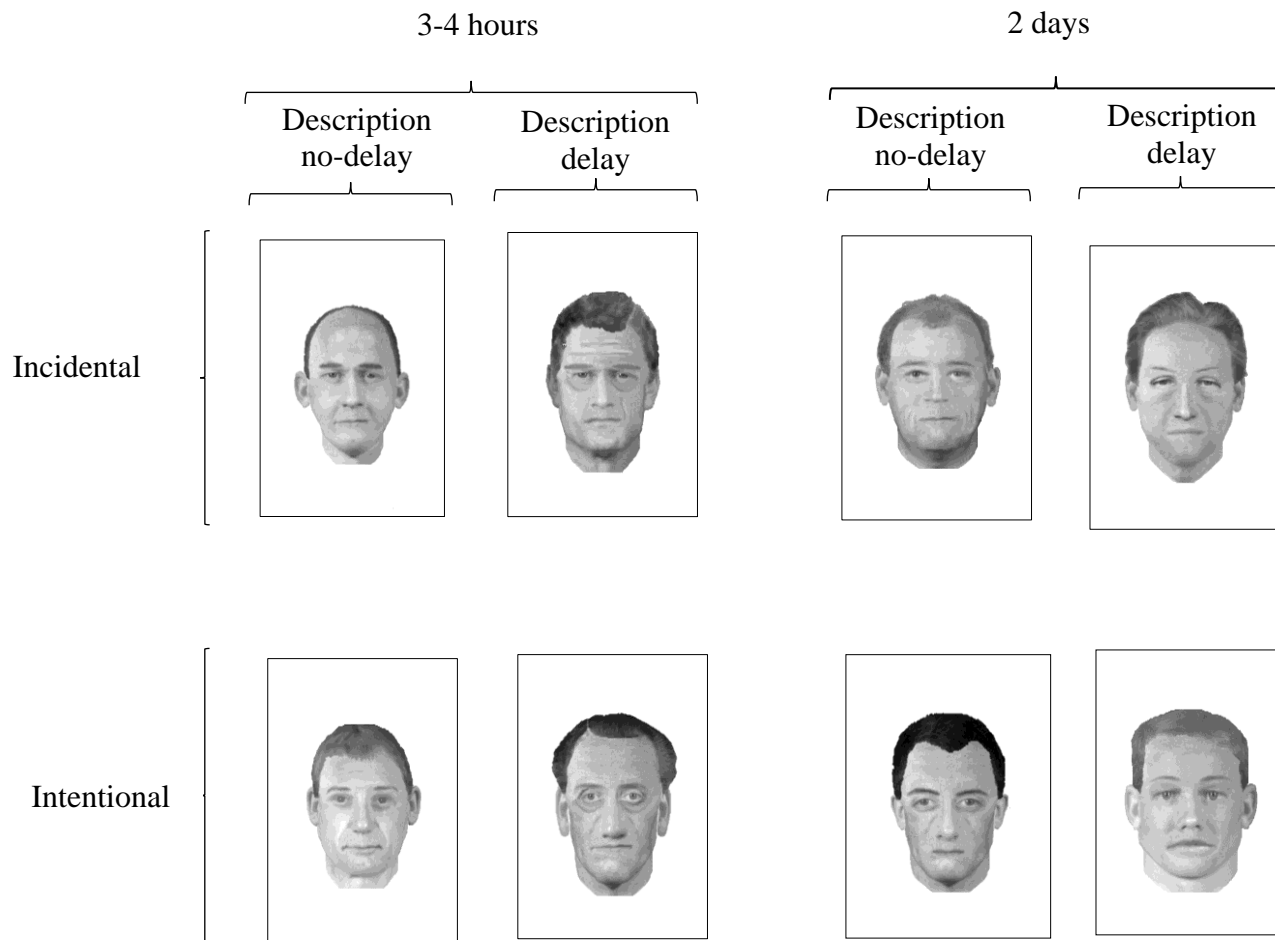 3-4 hours
2 days
Description
no-delay
Description
delay
Description
no-delay
Description
delay
Incidental
Intentional